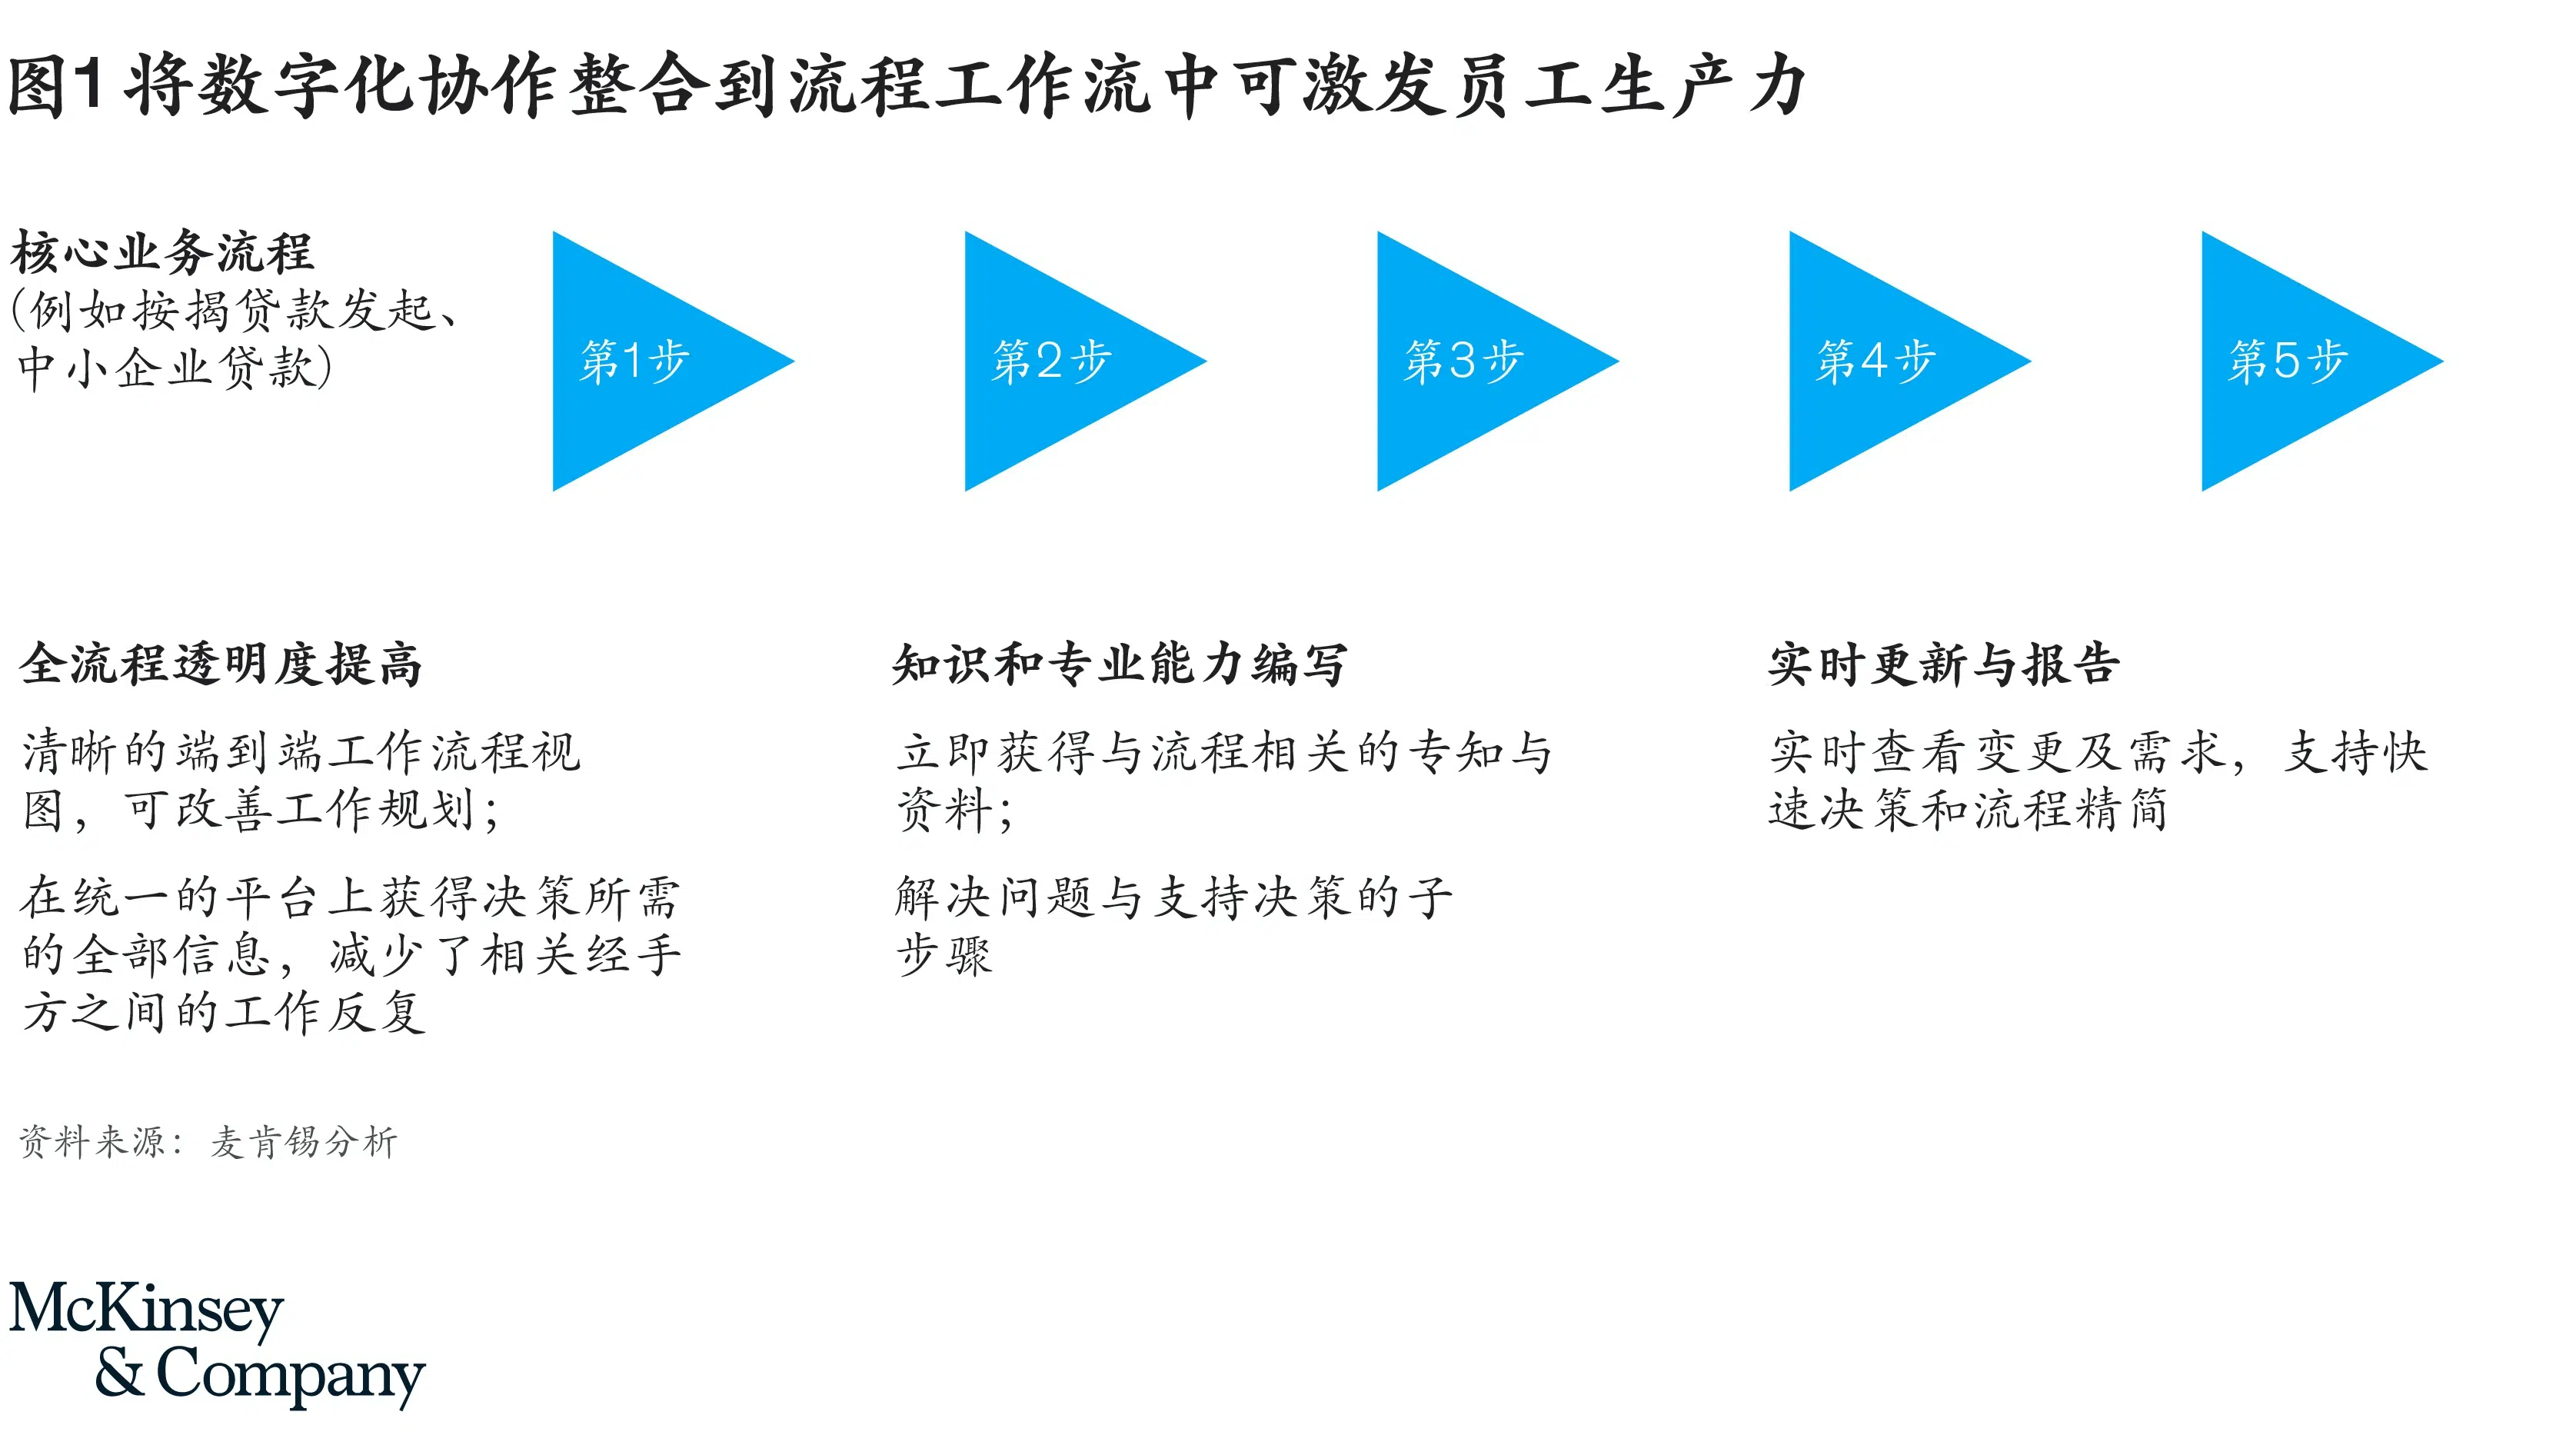 图1 将数字化协作整合到流程工作流中可激发员工生产力
核心业务流程
(例如按揭贷款发起、
中小企业贷款)
第1步
第2步
第3步
第4步
第5步
全流程透明度提高
清晰的端到端工作流程视
图，可改善工作规划；
在统一的平台上获得决策所需
的全部信息，减少了相关经手
方之间的工作反复
知识和专业能力编写
立即获得与流程相关的专知与
资料；
解决问题与支持决策的子
步骤
实时更新与报告
实时查看变更及需求，支持快
速决策和流程精简
资料来源：麦肯锡分析
McKinsey
& Company